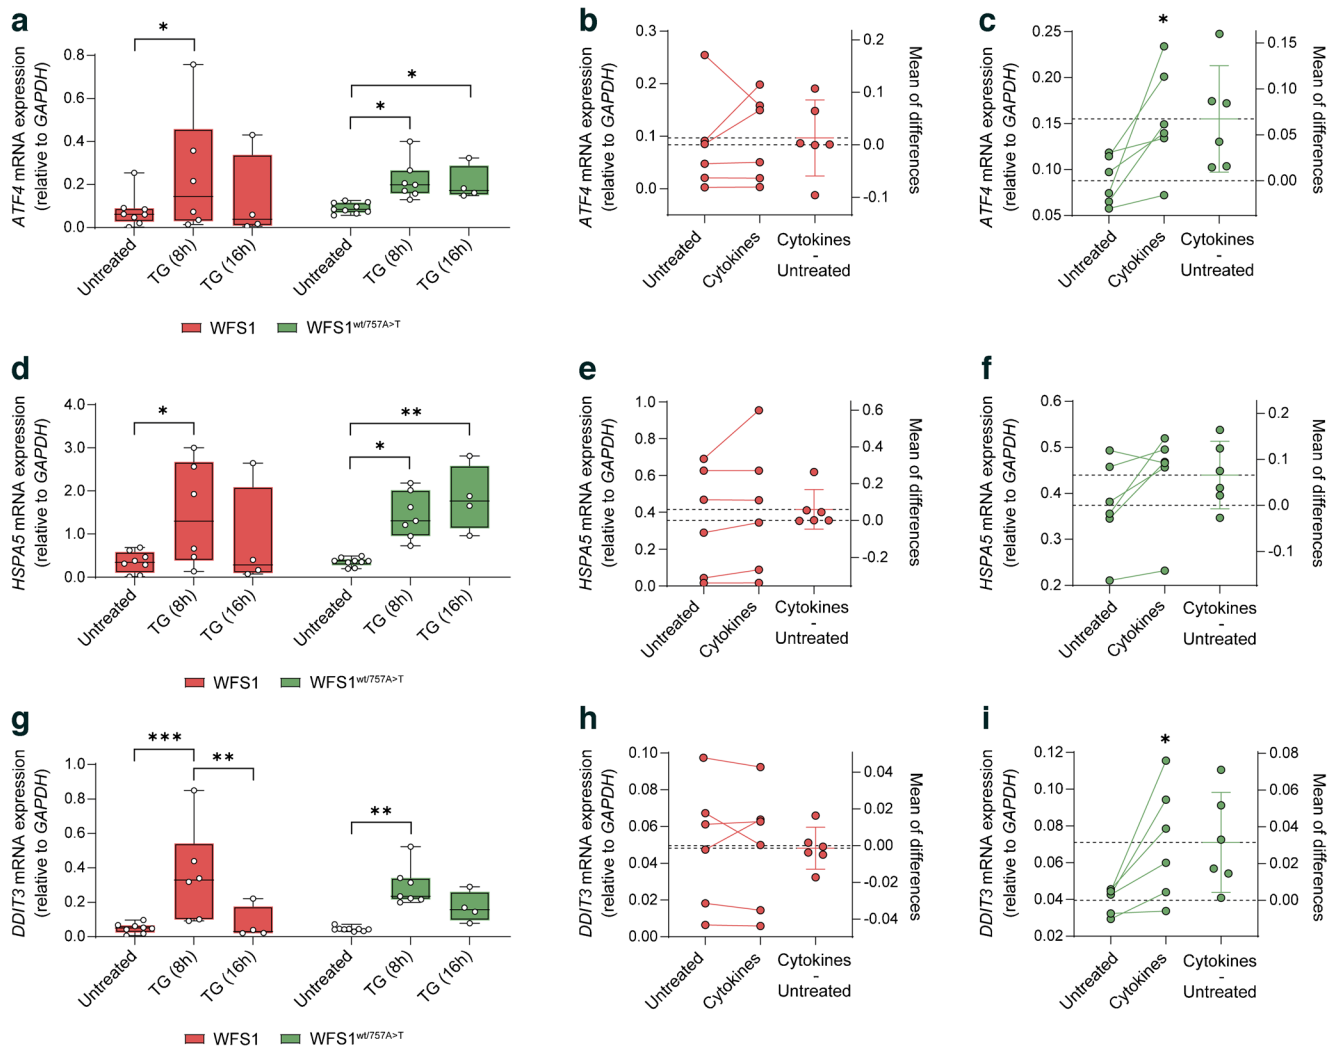 a
*
ATF4 mRNA expression
(relative to GAPDH)
0.8
0.6
0.4
0.2
0.0
*
*
Untreated
TG (8h)
TG (16h)
Untreated
TG (8h)
TG (16h)
WFS1
WFS1wt/757A>T
b
ATF4 mRNA expression
(relative to GAPDH)
0.3
0.2
0.1
0.0
0.2
0.1
0.0
-0.1
Mean of differences
Untreated
Cytokines
Cytokines
-
Untreated
c
*
ATF4 mRNA expression
(relative to GAPDH)
0.25
0.20
0.15
0.10
0.05
0.15
0.10
0.05
0.00
Mean of differences
Untreated
Cytokines
Cytokines
-
Untreated
d
*
HSPA5 mRNA expression
(relative to GAPDH)
4.0
3.0
2.0
1.0
0.0
**
*
Untreated
TG (8h)
TG (16h)
Untreated
TG (8h)
TG (16h)
WFS1
WFS1wt/757A>T
e
HSPA5 mRNA expression
(relative to GAPDH)
1.0
0.8
0.6
0.4
0.2
0.0
0.6
0.4
0.2
0.0
-0.2
Mean of differences
Untreated
Cytokines
Cytokines
-
Untreated
f
HSPA5 mRNA expression
(relative to GAPDH)
0.6
0.5
0.4
0.3
0.2
0.2
0.1
0.0
-0.1
Mean of differences
Untreated
Cytokines
Cytokines
-
Untreated
g
***
**
DDIT3 mRNA expression
(relative to GAPDH)
1.0
0.8
0.6
0.4
0.2
0.0
**
Untreated
TG (8h)
TG (16h)
Untreated
TG (8h)
TG (16h)
WFS1
WFS1wt/757A>T
h
DDIT3 mRNA expression
(relative to GAPDH)
0.10
0.08
0.06
0.04
0.02
0.00
0.04
0.02
0.00
-0.02
-0.04
Mean of differences
Untreated
Cytokines
Cytokines
-
Untreated
i
*
DDIT3 mRNA expression
(relative to GAPDH)
0.12
0.10
0.08
0.06
0.04
0.02
0.08
0.06
0.04
0.02
0.00
Mean of differences
Untreated
Cytokines
Cytokines
-
Untreated